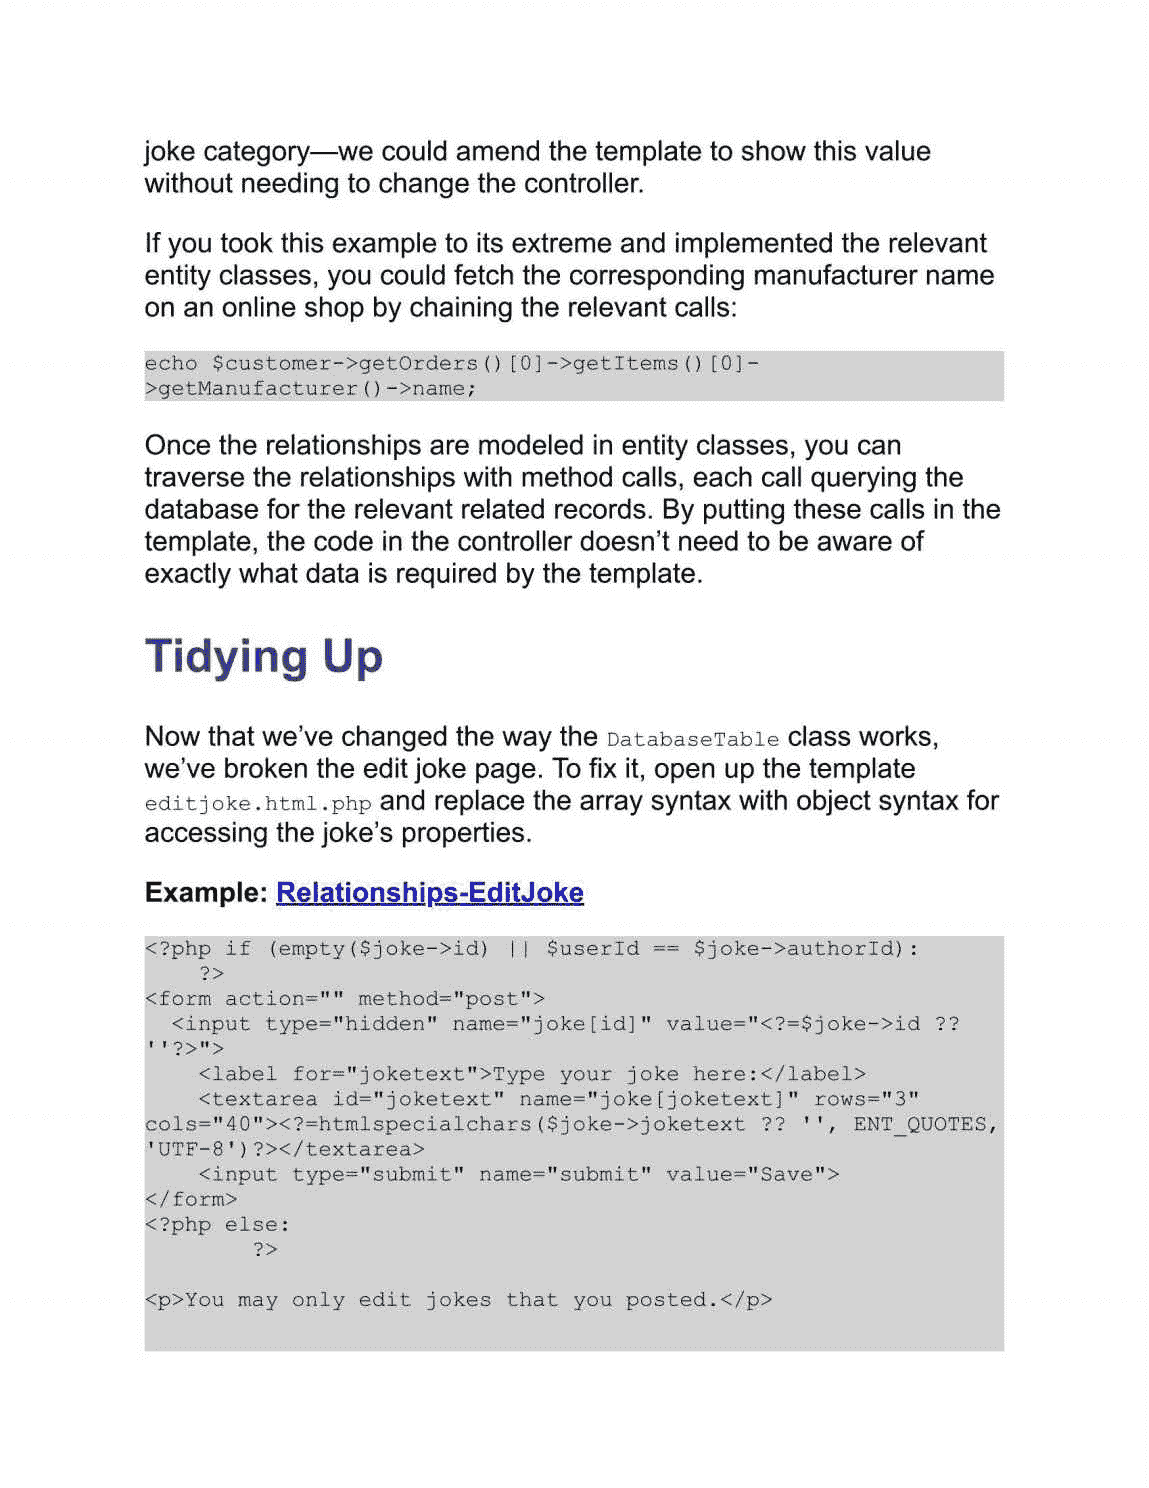 joke category—we could amend the template to show this value
without needing to change the controller.
If you took this example to its extreme and implemented the relevant
entity classes, you could fetch the corresponding manufacturer name
on an online shop by chaining the relevant calls:
echo $customer->getOrders()[0]->getItems()[0]-
>getManufacturer()->name;
Once the relationships are modeled in entity classes, you can
traverse the relationships with method calls, each call querying the
database for the relevant related records. By putting these calls in the
template, the code in the controller doesn’t need to be aware of
exactly what data is required by the template.
Tidying Up
Now that we’ve changed the way the DatabaseTable class works,
we’ve broken the edit joke page. To fix it, open up the template
editjoke.html.php and replace the array syntax with object syntax for
accessing the joke’s properties.
Example: Relationships-EditJoke
<?php if (empty($joke->id) || $userId == $joke->authorId):
    ?>
<form action="" method="post">
  <input type="hidden" name="joke[id]" value="<?=$joke->id ??
''?>">
    <label for="joketext">Type your joke here:</label>
    <textarea id="joketext" name="joke[joketext]" rows="3"
cols="40"><?=htmlspecialchars($joke->joketext ?? '', ENT_QUOTES,
'UTF-8')?></textarea>
    <input type="submit" name="submit" value="Save">
</form>
<?php else:
        ?>
<p>You may only edit jokes that you posted.</p>